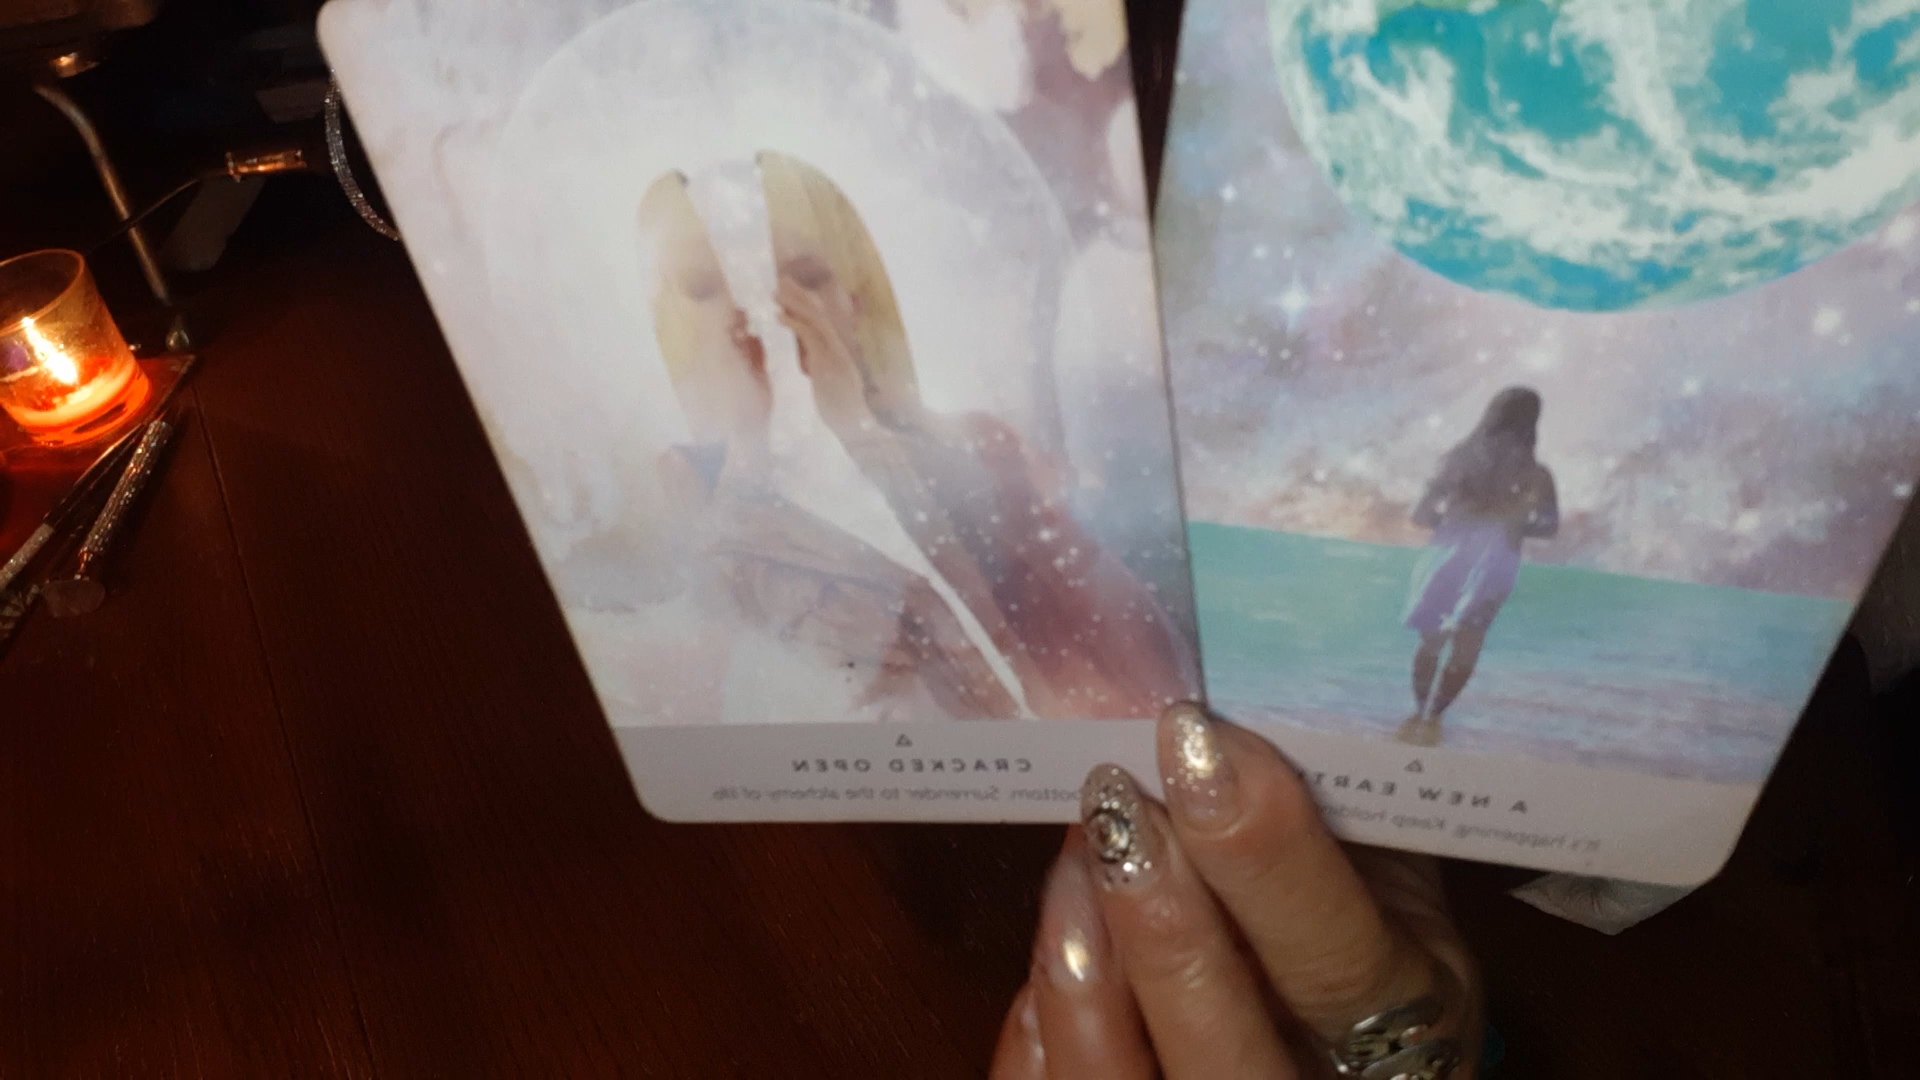 CRACKED OPEN
bottom. Surrender to the alchemy of life.
A NEW EARTH
It's happening. Keep holding